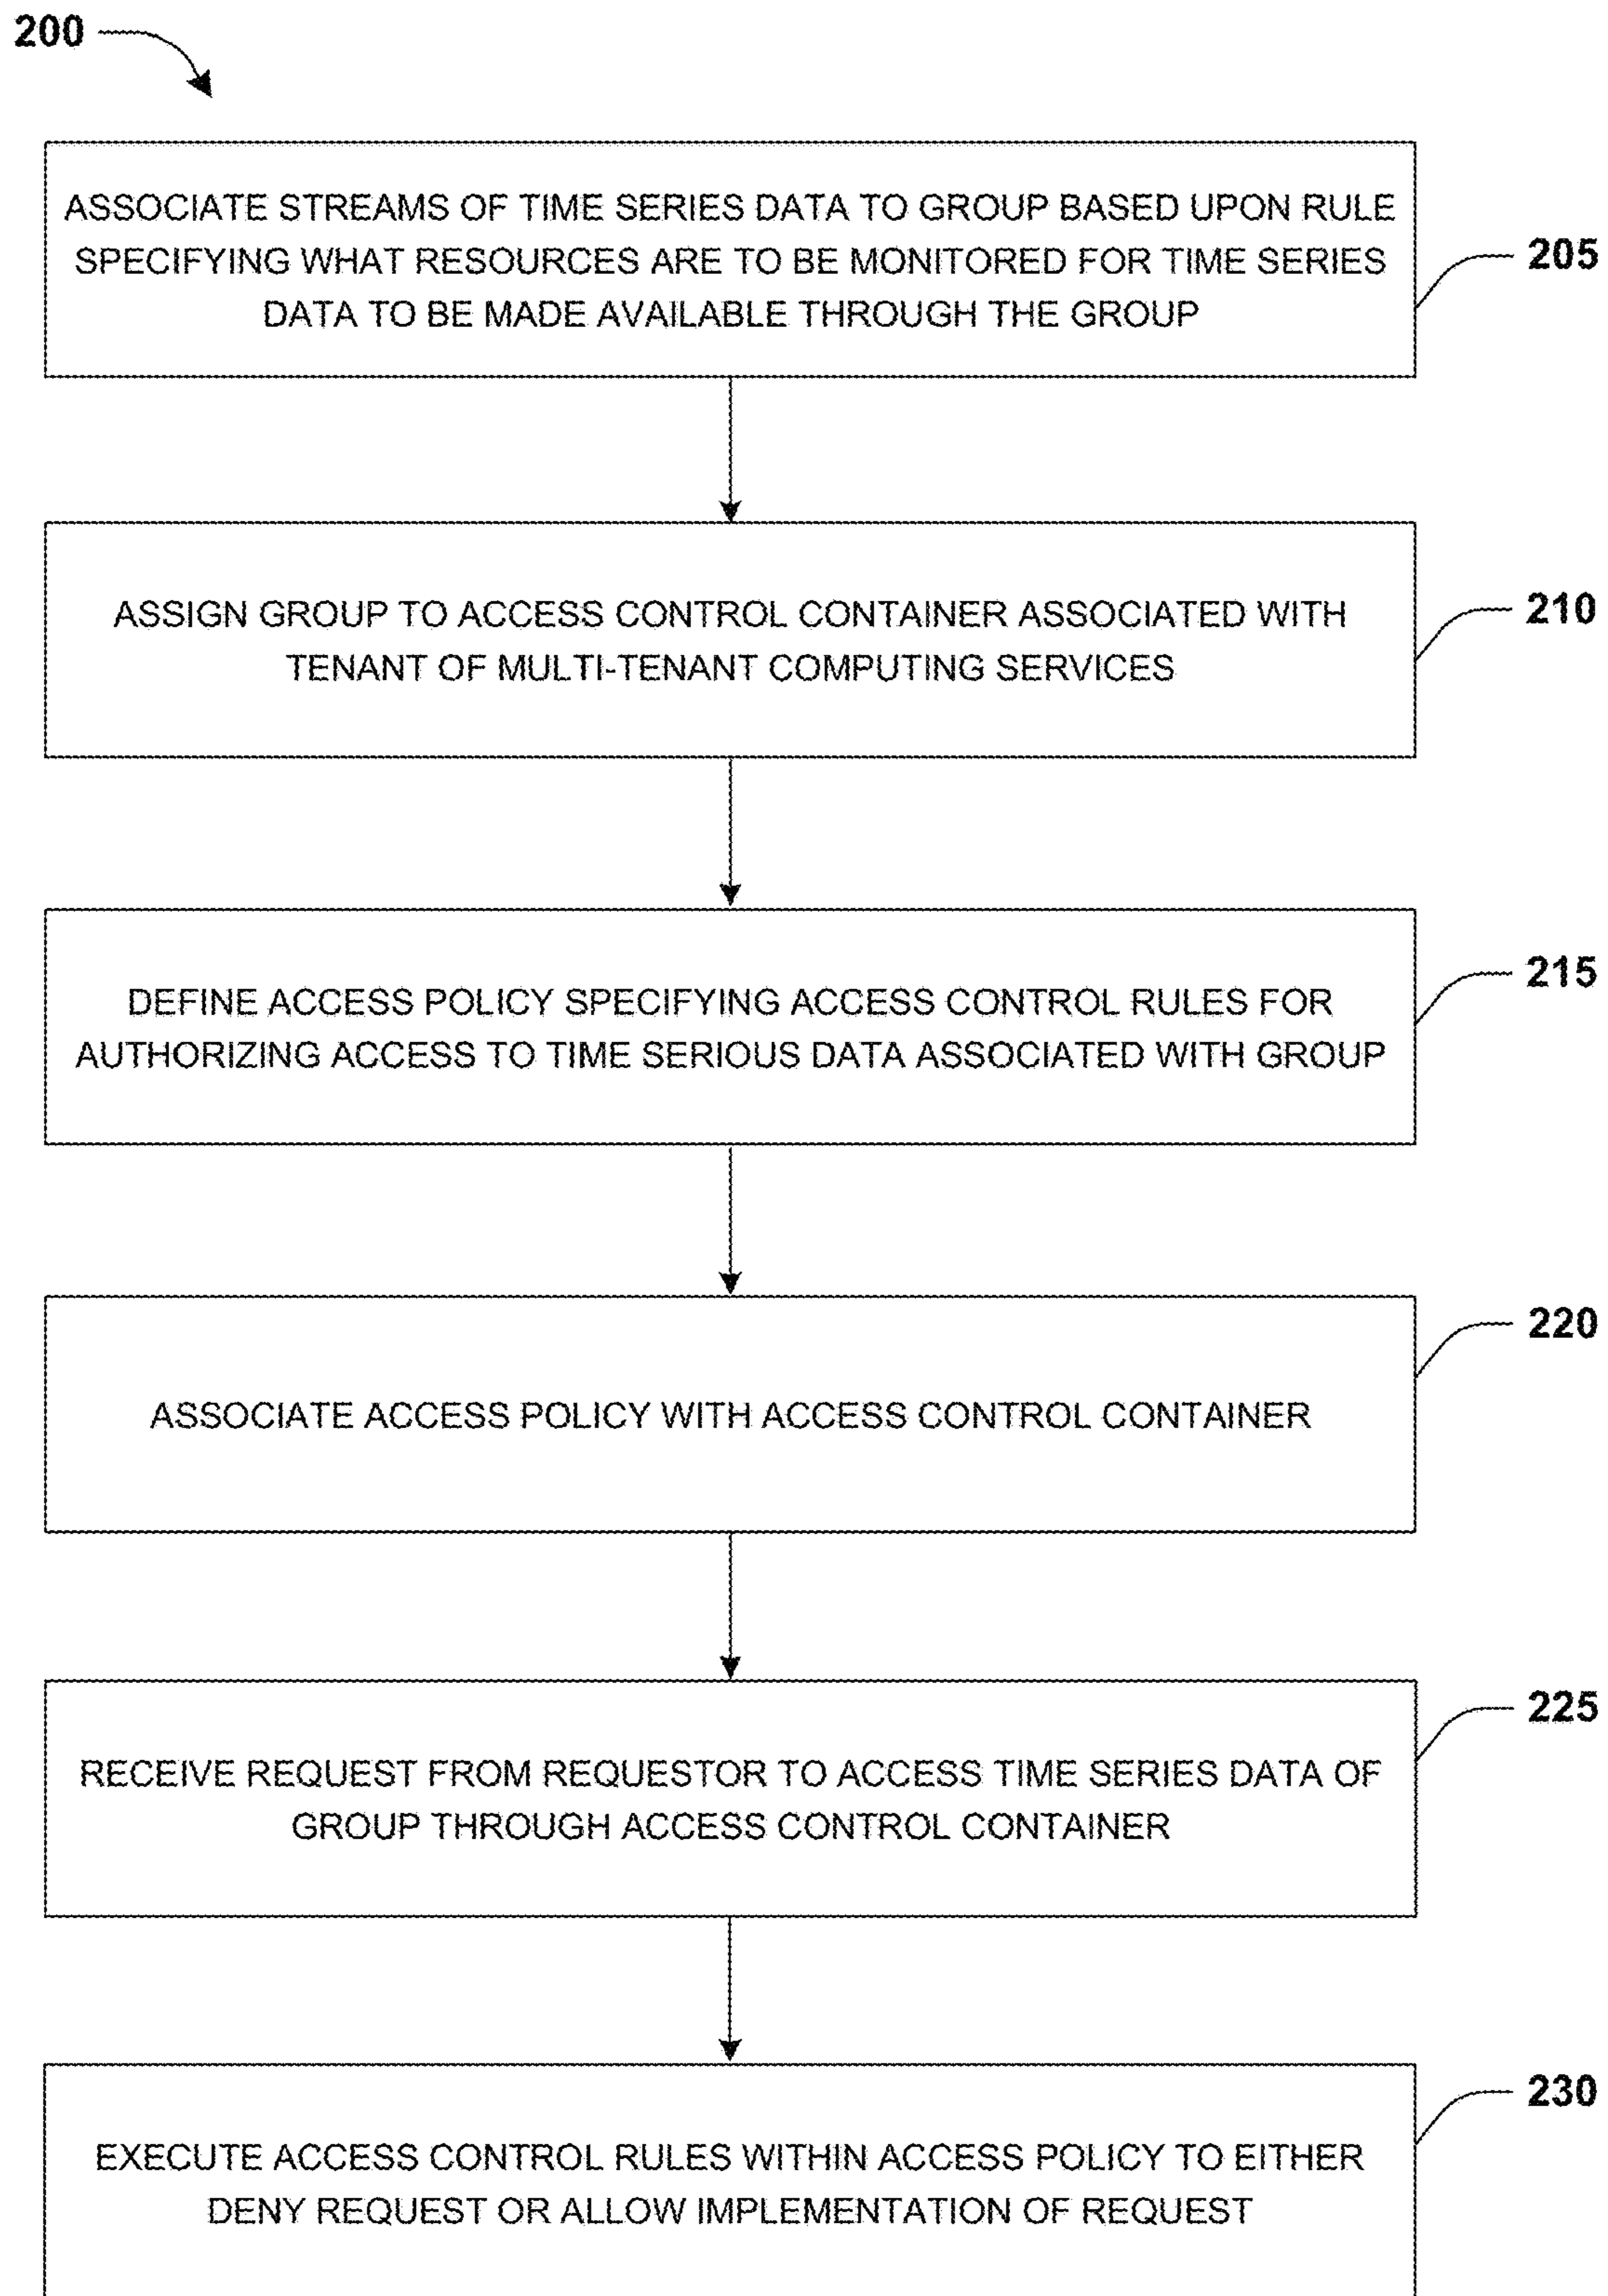 200
ASSOCIATE STREAMS OF TIME SERIES DATA TO GROUP BASED UPON RULE
SPECIFYING WHAT RESOURCES ARE TO BE MONITORED FOR TIME SERIES
DATA TO BE MADE AVAILABLE THROUGH THE GROUP
205
ASSIGN GROUP TO ACCESS CONTROL CONTAINER ASSOCIATED WITH
TENANT OF MULTI-TENANT COMPUTING SERVICES
210
DEFINE ACCESS POLICY SPECIFYING ACCESS CONTROL RULES FOR
AUTHORIZING ACCESS TO TIME SERIOUS DATA ASSOCIATED WITH GROUP
215
ASSOCIATE ACCESS POLICY WITH ACCESS CONTROL CONTAINER
220
RECEIVE REQUEST FROM REQUESTOR TO ACCESS TIME SERIES DATA OF
GROUP THROUGH ACCESS CONTROL CONTAINER
225
EXECUTE ACCESS CONTROL RULES WITHIN ACCESS POLICY TO EITHER
DENY REQUEST OR ALLOW IMPLEMENTATION OF REQUEST
230